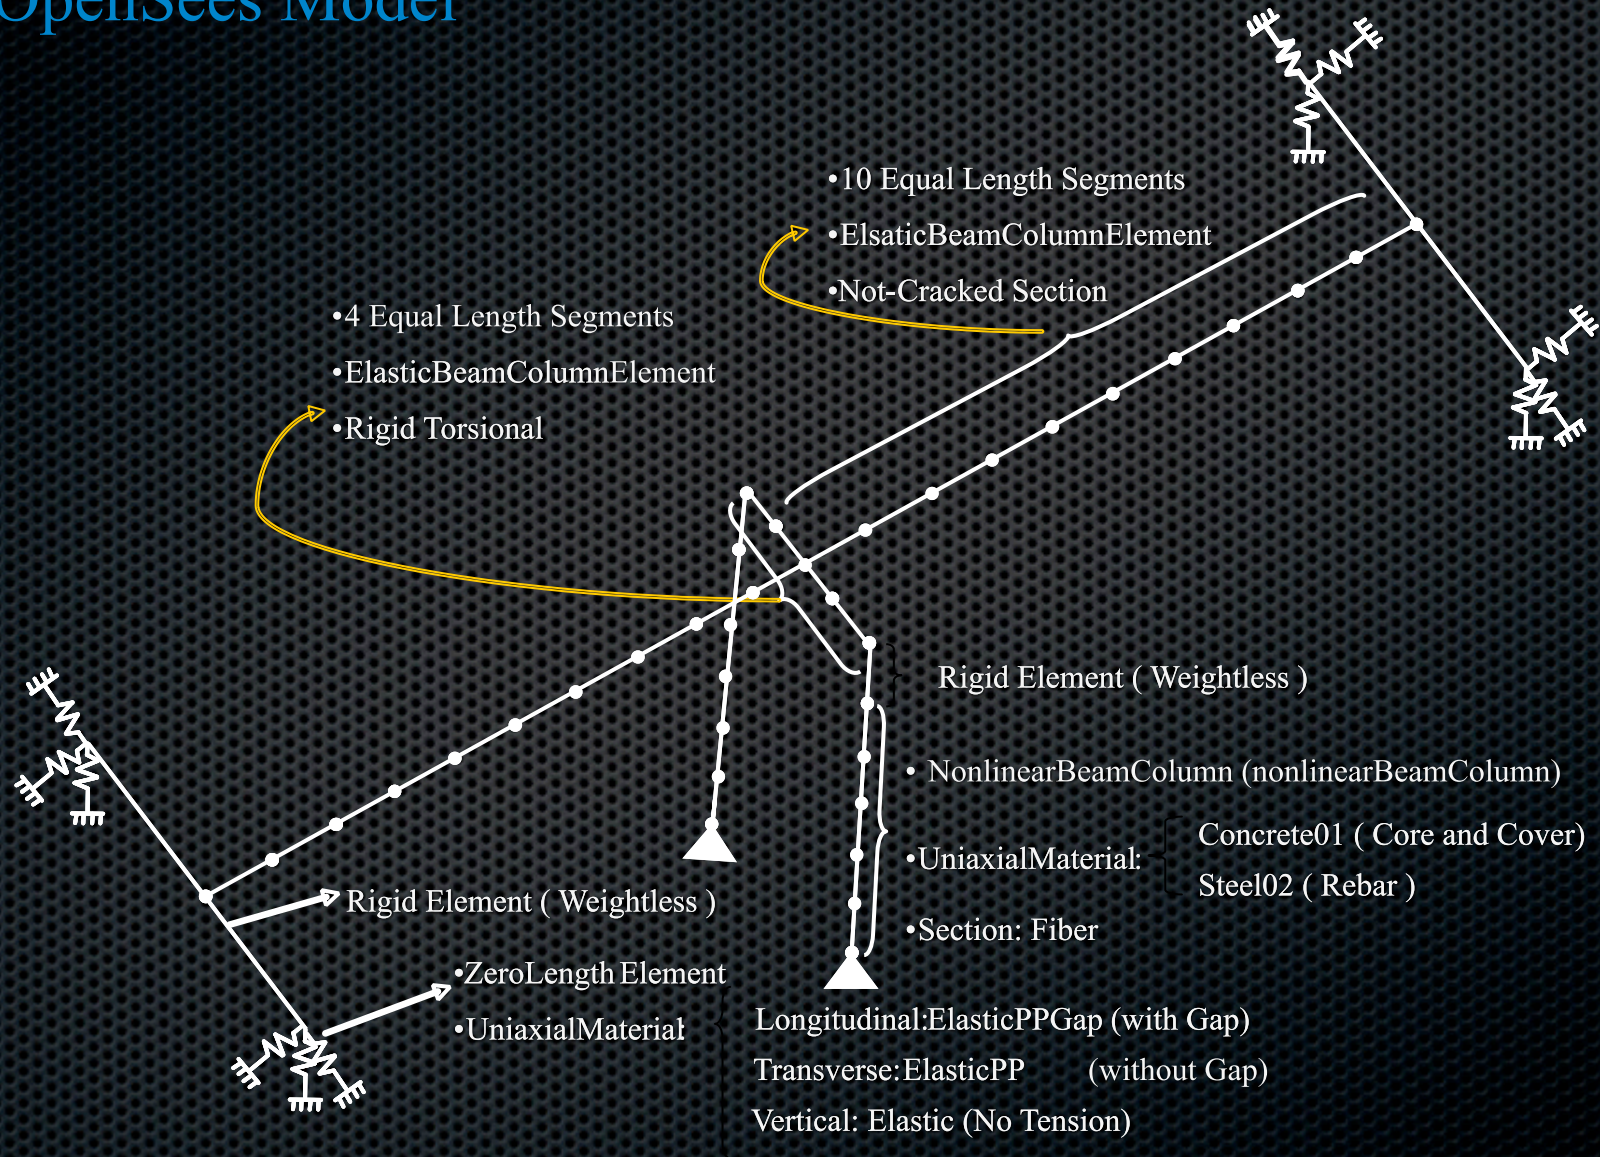 OpenSees Model
•10 Equal Length Segments
•ElsaticBeamColumnElement
•Not-Cracked Section
•4 Equal Length Segments
•ElasticBeamColumnElement
•Rigid Torsional
Rigid Element ( Weightless )
• NonlinearBeamColumn (nonlinearBeamColumn)
•UniaxialMaterial:
Concrete01 ( Core and Cover)
Steel02 ( Rebar )
•Section: Fiber
Rigid Element ( Weightless )
•ZeroLength Element
•UniaxialMaterial:
Longitudinal:ElasticPPGap (with Gap)
Transverse:ElasticPP (without Gap)
Vertical: Elastic (No Tension)